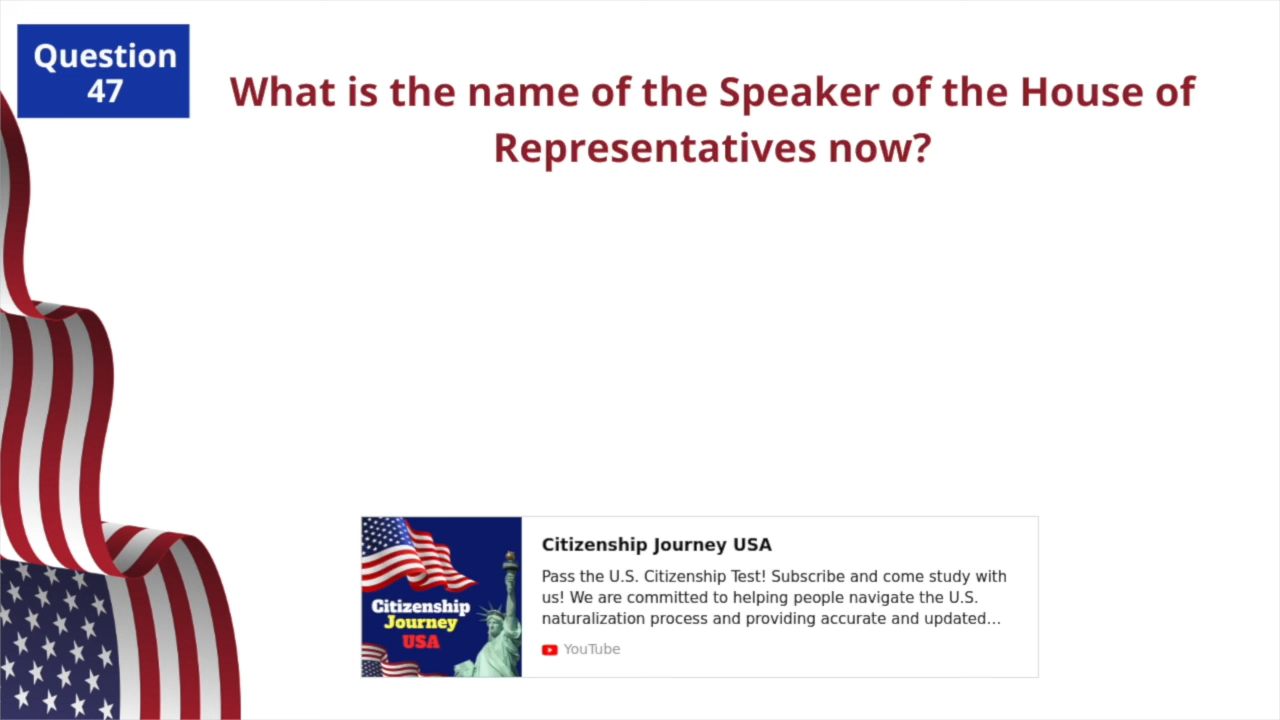 Question
47
What is the name of the Speaker of the House of
Representatives now?
Citizenship
Journey
USA
Citizenship Journey USA
Pass the U.S. Citizenship Test! Subscribe and come study with
us! We are committed to helping people navigate the U.S.
naturalization process and providing accurate and updated...
YouTube